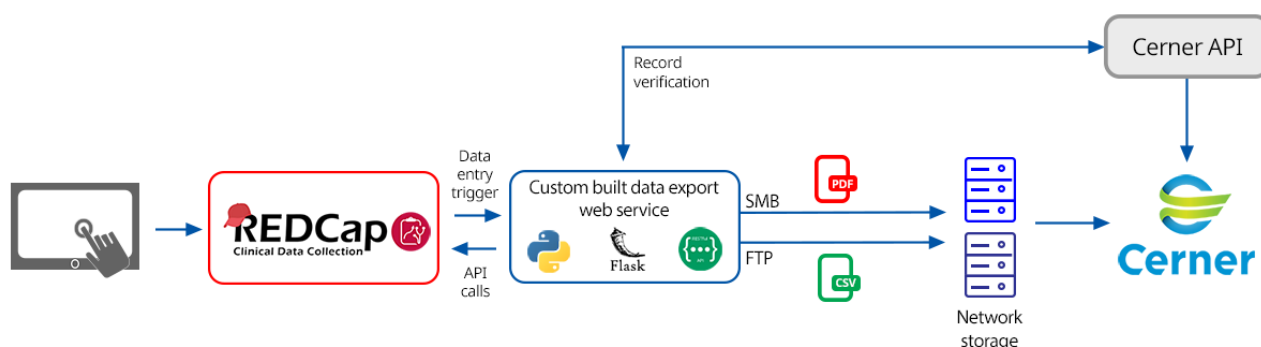 Cerner API
Record
verification
Data
entry
trigger
REDCap
Clinical Data Collection
API
calls
Custom built data export
web service
Flask
SMB
FTP
PDF
CSV
Network
storage
Cerner